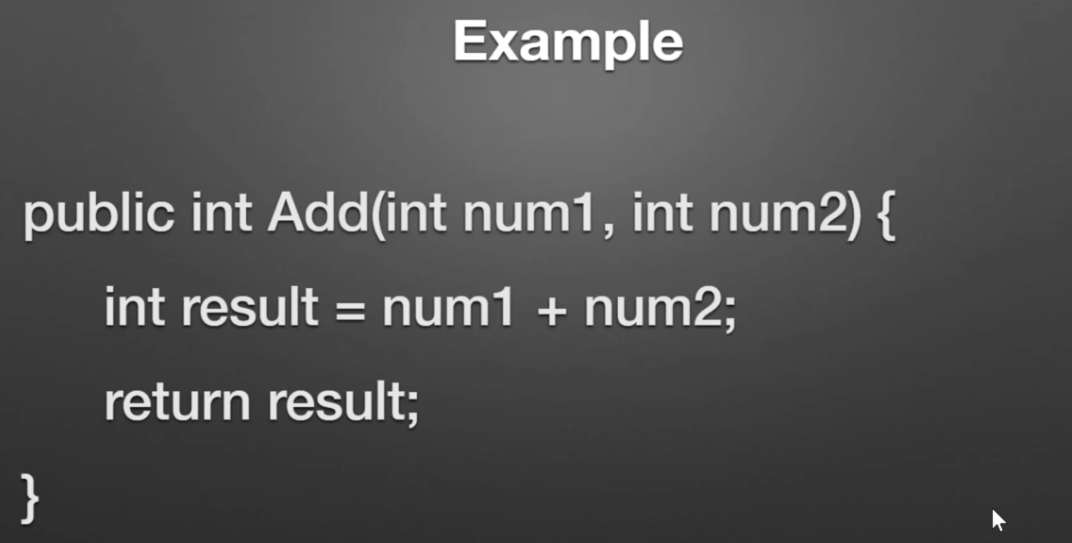 Example
public int Add(int num1, int num2) {
int result = num1 + num2;
return result;
}